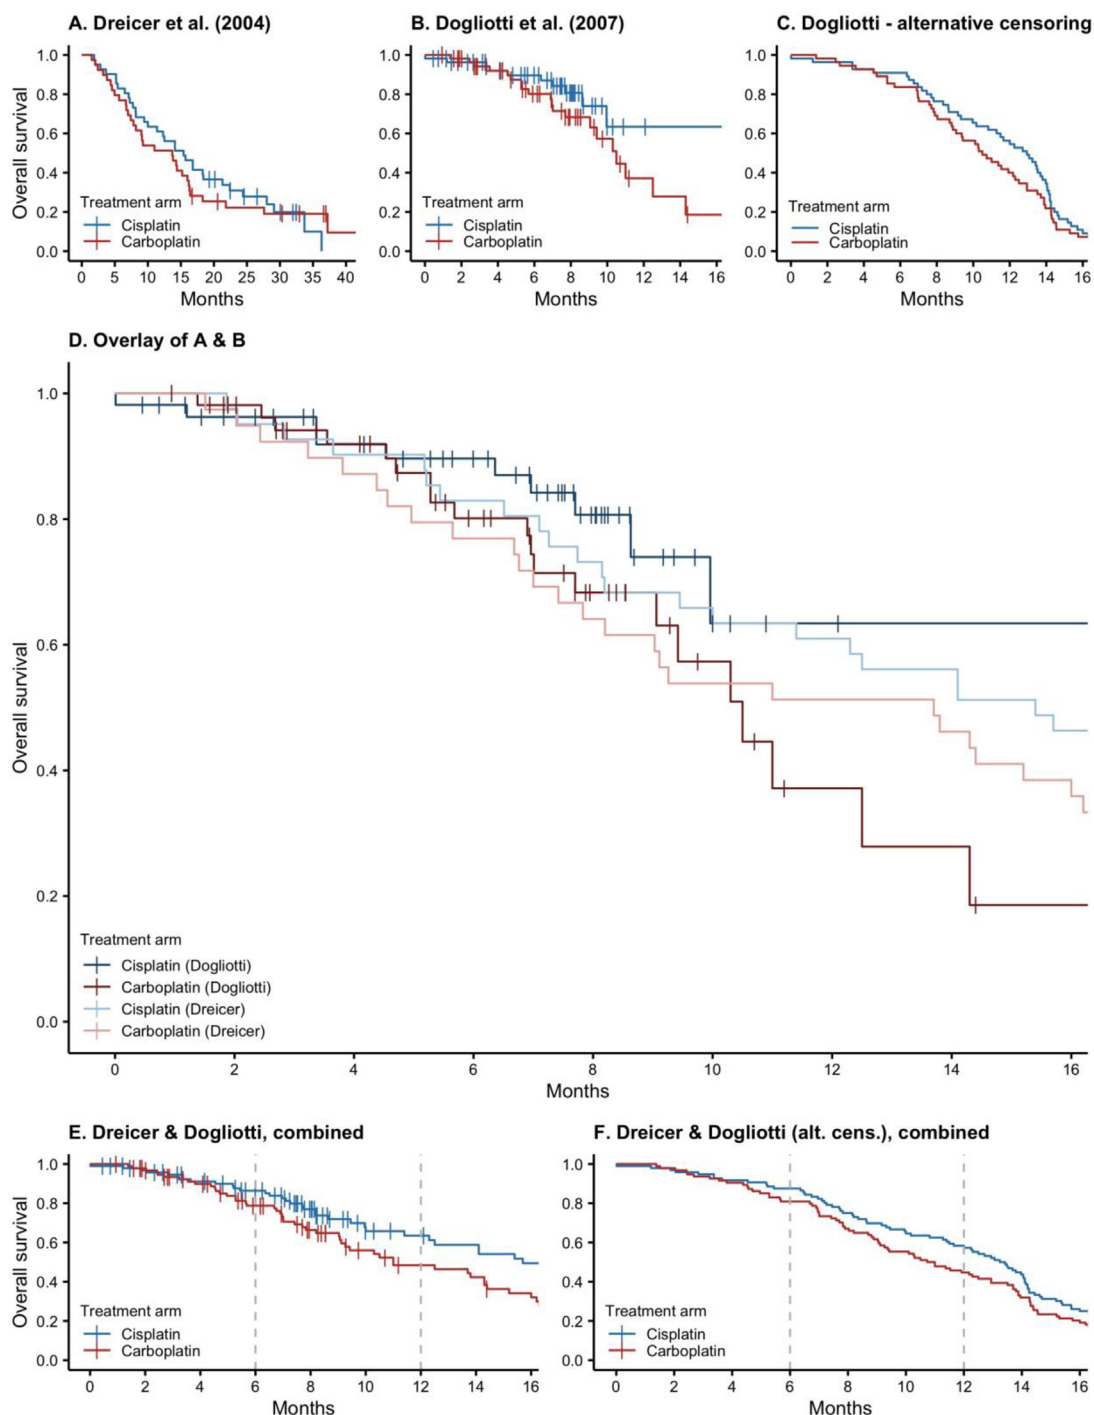 A. Dreicer et al. (2004)
Overall survival
1.0
0.8
0.6
0.4
0.2
0.0
Treatment arm
Cisplatin
Carboplatin
0 5 10 15 20 25 30 35 40
Months
B. Dogliotti et al. (2007)
1.0
0.8
0.6
0.4
0.2
0.0
Treatment arm
Cisplatin
Carboplatin
0 2 4 6 8 10 12 14 16
Months
C. Dogliotti - alternative censoring
1.0
0.8
0.6
0.4
0.2
0.0
Treatment arm
Cisplatin
Carboplatin
0 2 4 6 8 10 12 14 16
Months
D. Overlay of A & B
Overall survival
1.0
0.8
0.6
0.4
0.2
0.0
Treatment arm
Cisplatin (Dogliotti)
Carboplatin (Dogliotti)
Cisplatin (Dreicer)
Carboplatin (Dreicer)
0 2 4 6 8 10 12 14 16
Months
E. Dreicer & Dogliotti, combined
Overall survival
1.0
0.8
0.6
0.4
0.2
0.0
Treatment arm
Cisplatin
Carboplatin
0 2 4 6 8 10 12 14 16
Months
F. Dreicer & Dogliotti (alt. cens.), combined
1.0
0.8
0.6
0.4
0.2
0.0
Treatment arm
Cisplatin
Carboplatin
0 2 4 6 8 10 12 14 16
Months